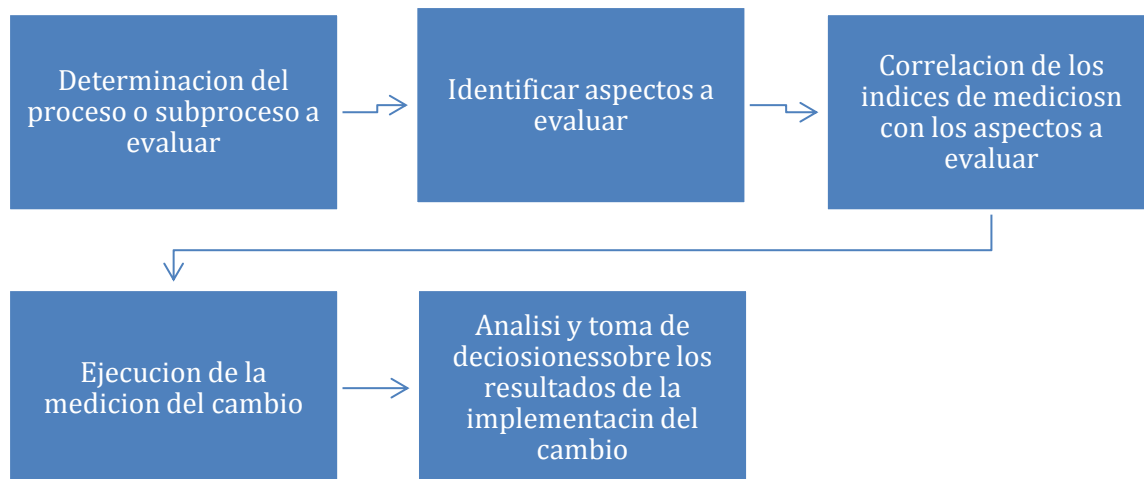 Determinacion del
proceso o subproceso a
evaluar
Identificar aspectos a
evaluar
Correlacion de los
indices de mediciosn
con los aspectos a
evaluar
Ejecucion de la
medicion del cambio
Analisi y toma de
deciosionessobre los
resultados de la
implementacin del
cambio